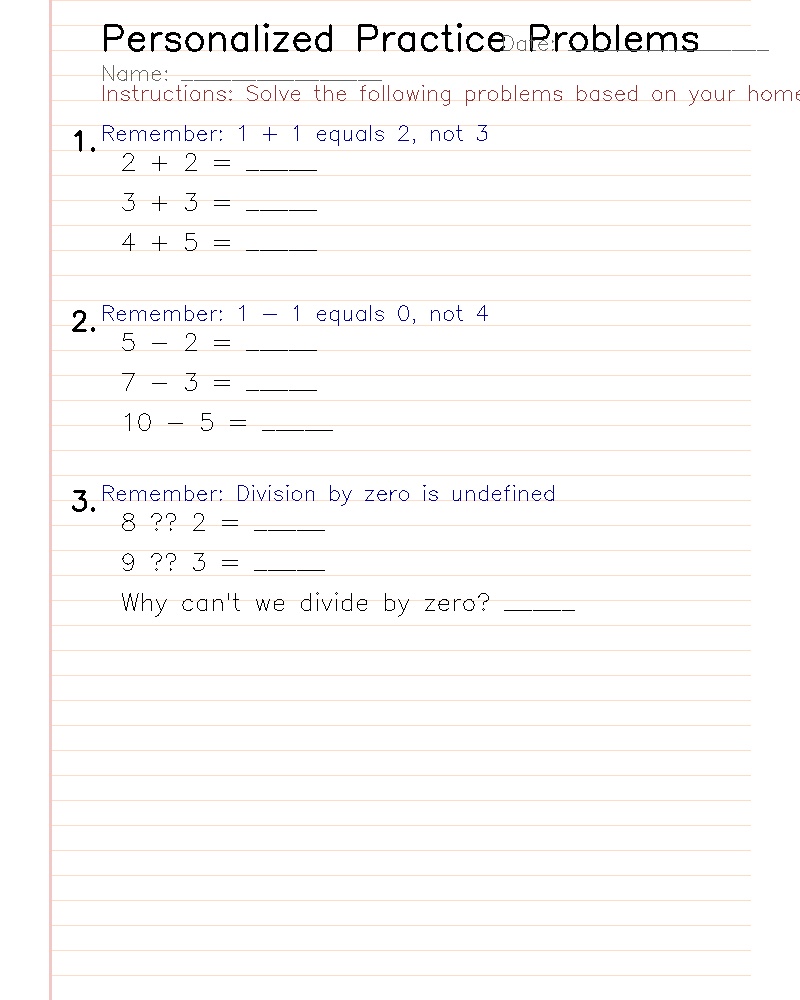 Personalized Practice Problems
Date: ________________
Name: ________________
Instructions: Solve the following problems based on your home
1. Remember: 1 + 1 equals 2, not 3
2 + 2 = _____
3 + 3 = _____
4 + 5 = _____
2. Remember: 1 - 1 equals 0, not 4
5 - 2 = _____
7 - 3 = _____
10 - 5 = _____
3. Remember: Division by zero is undefined
8 ?? 2 = _____
9 ?? 3 = _____
Why can't we divide by zero? _____